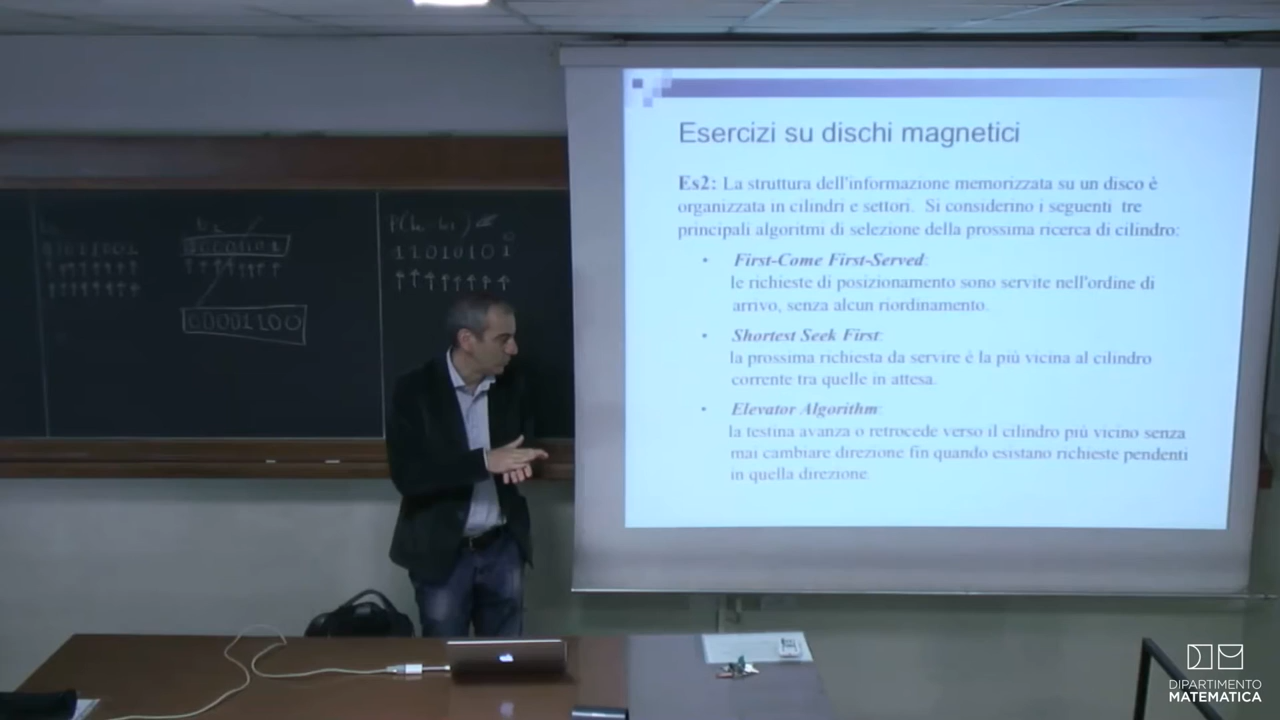 Esercizi su dischi magnetici
Es2: La struttura dell'informazione memorizzata su un disco è
organizzata in cilindri e settori. Si considerino i seguenti tre
principali algoritmi di selezione della prossima ricerca di cilindro:
• First-Come First-Served:
le richieste di posizionamento sono servite nell'ordine di
arrivo, senza alcun riordinamento.
• Shortest Seek First:
la prossima richiesta da servire è la più vicina al cilindro
corrente tra quelle in attesa.
• Elevator Algorithm:
la testina avanza o retrocede verso il cilindro più vicino senza
mai cambiare direzione fin quando esistano richieste pendenti
in quella direzione.
11010101
00001100
DIPARTIMENTO
MATEMATICA